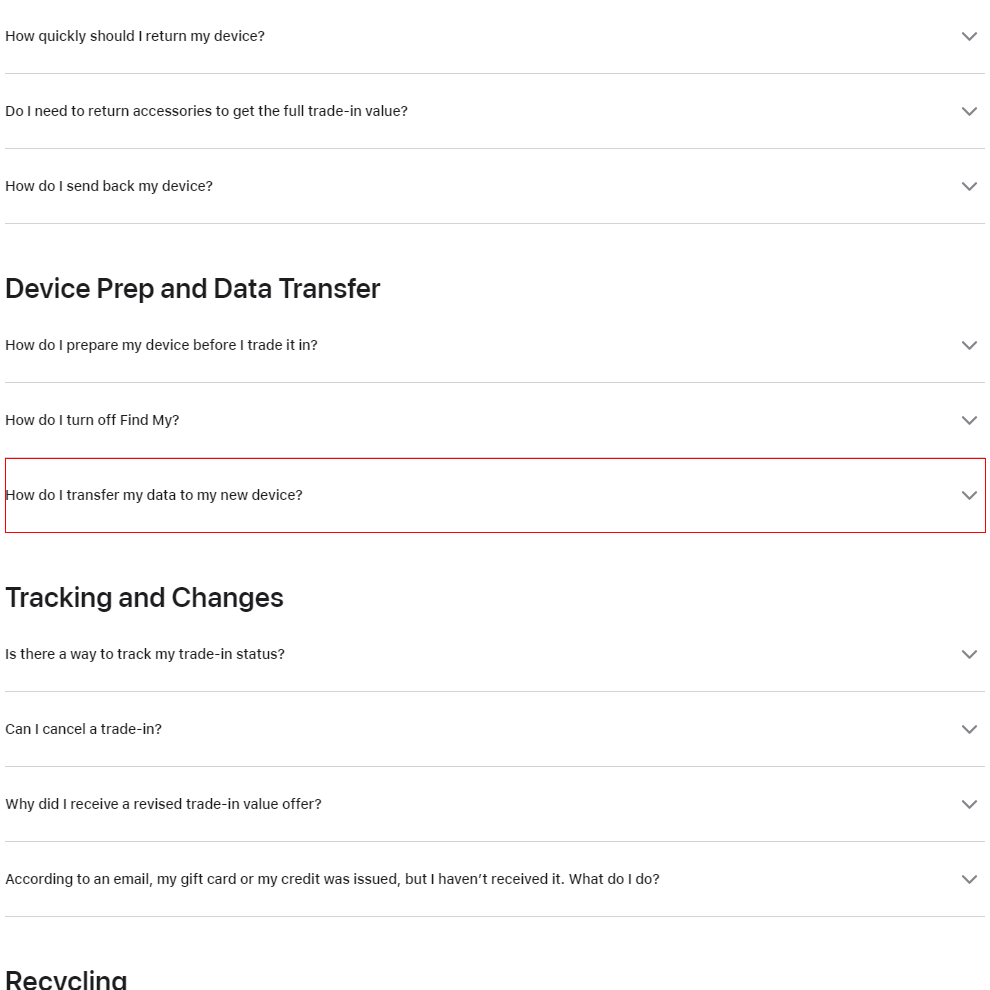 How quickly should I return my device?
Do I need to return accessories to get the full trade-in value?
How do I send back my device?
Device Prep and Data Transfer
How do I prepare my device before I trade it in?
How do I turn off Find My?
How do I transfer my data to my new device?
Tracking and Changes
Is there a way to track my trade-in status?
Can I cancel a trade-in?
Why did I receive a revised trade-in value offer?
According to an email, my gift card or my credit was issued, but I haven’t received it. What do I do?
Recycling